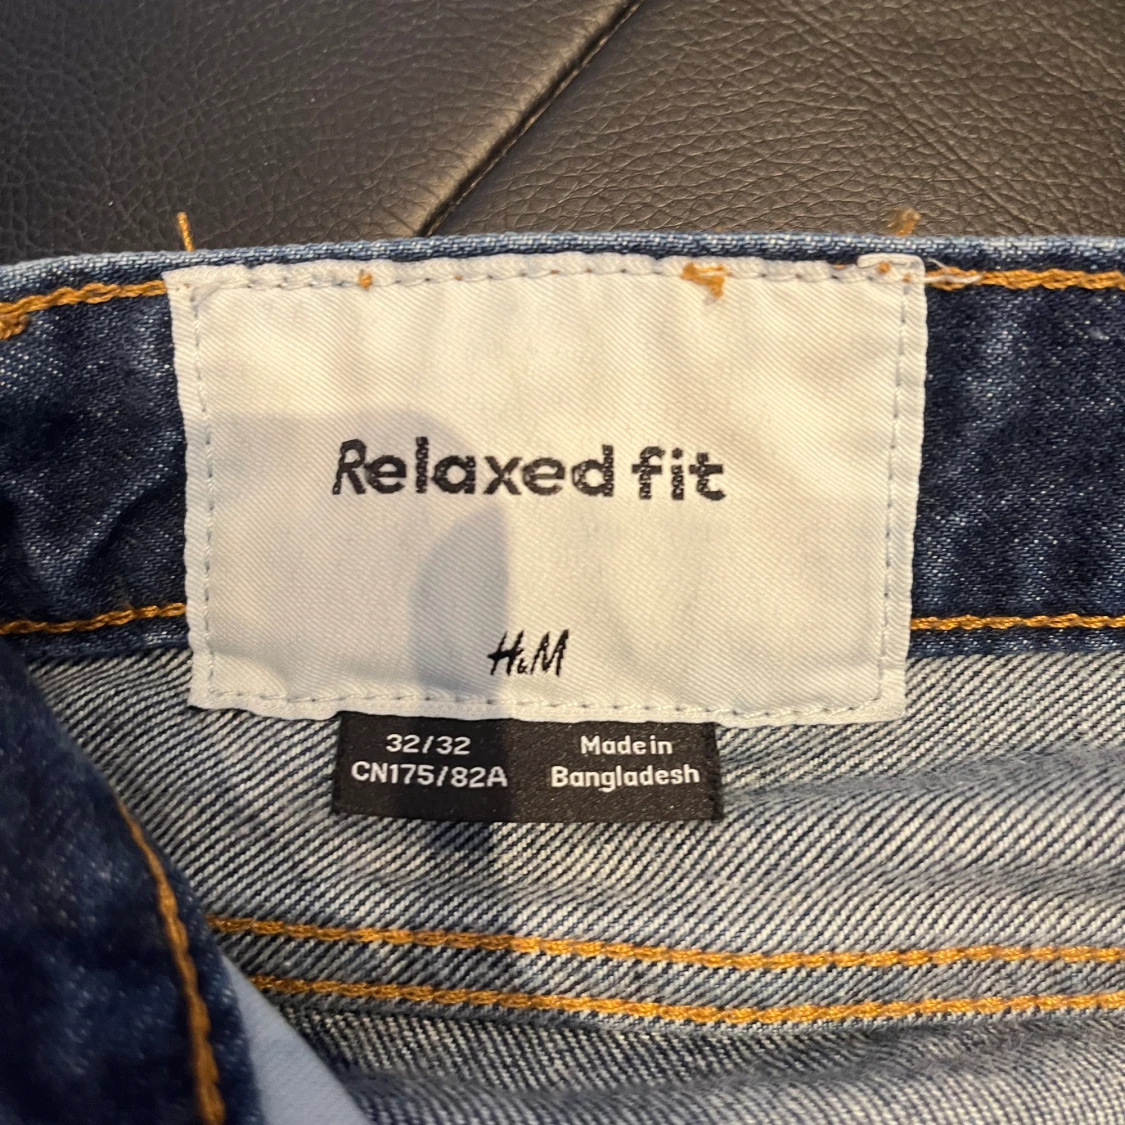 Relaxed fit
H&M
32/32
CN175/82A
Made in
Bangladesh